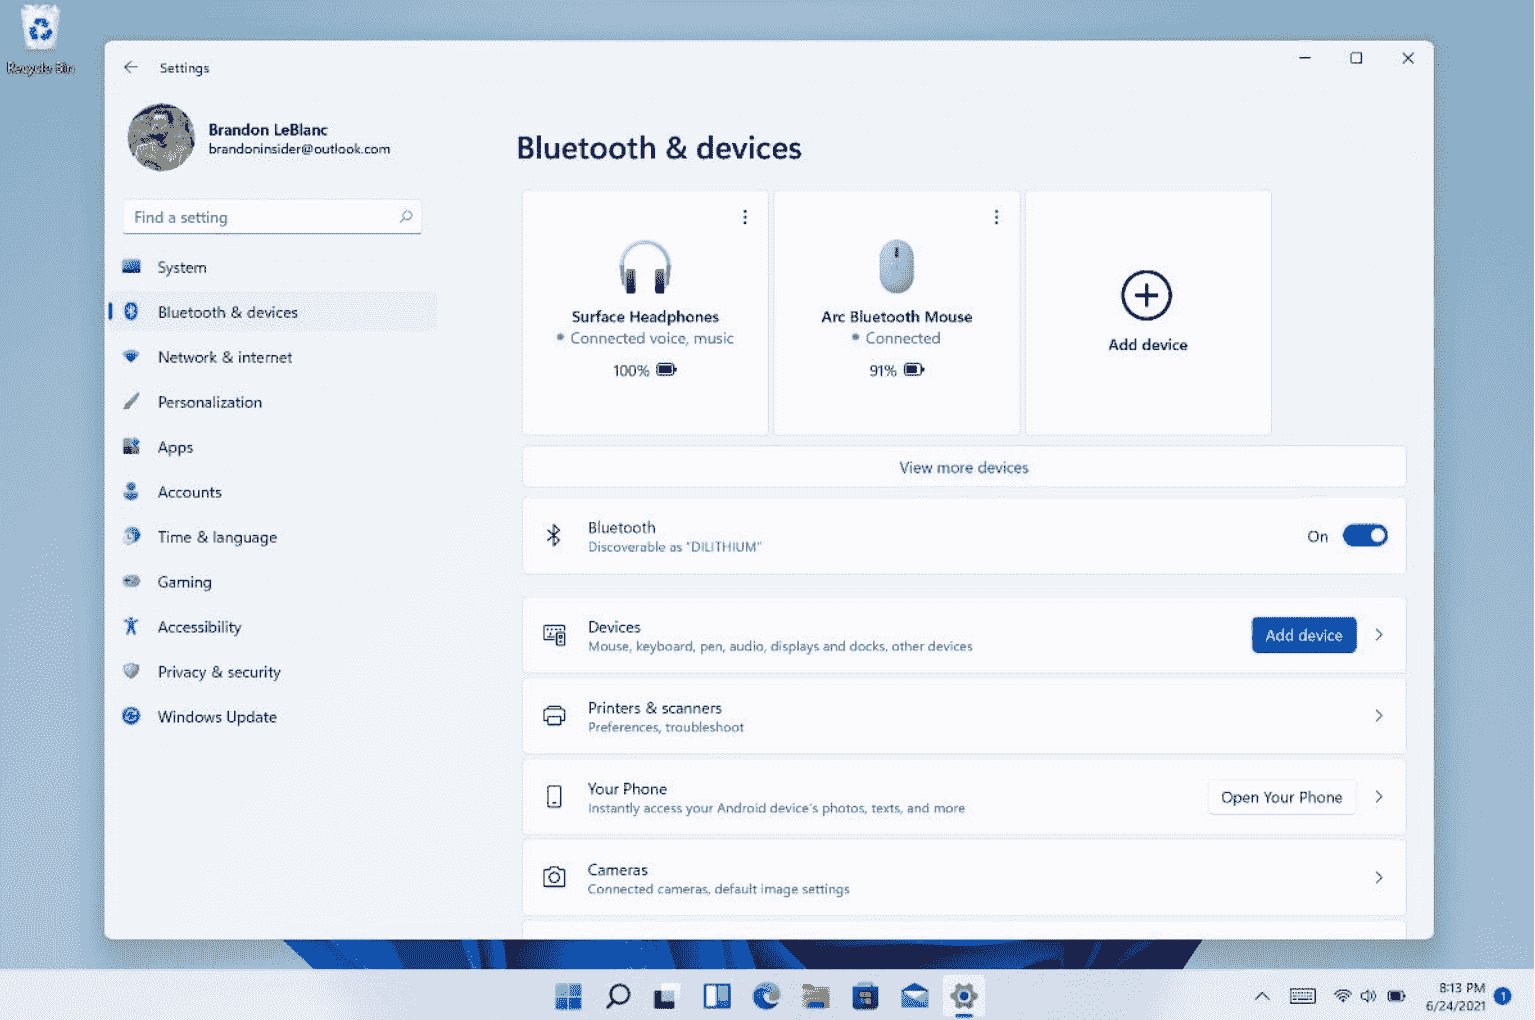 Recycle Bin
Settings
Brandon LeBlanc
brandoninsider@outlook.com
Find a setting
System
Bluetooth & devices
Network & internet
Personalization
Apps
Accounts
Time & language
Gaming
Accessibility
Privacy & security
Windows Update
Bluetooth & devices
Surface Headphones
Connected voice, music
100%
Arc Bluetooth Mouse
Connected
91%
Add device
View more devices
Bluetooth
Discoverable as "DILITHIUM"
On
Devices
Mouse, keyboard, pen, audio, displays and docks, other devices
Add device
Printers & scanners
Preferences, troubleshoot
Your Phone
Instantly access your Android device's photos, texts, and more
Open Your Phone
Cameras
Connected cameras, default image settings
8:13 PM
6/24/2021
1